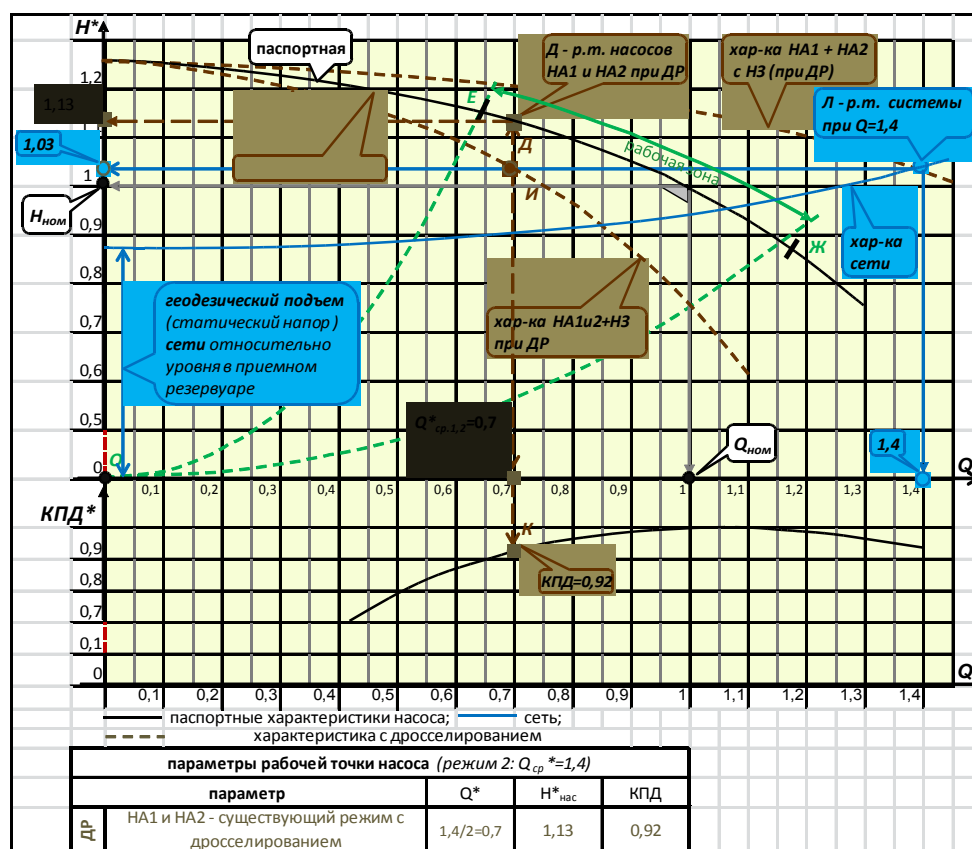 H*
паспортная
Д - р.т. насосов
НА1 и НА2 при ДР
хар-ка НА1 + НА2
с НЗ (при ДР)
Л - р.т. системы
при Q=1,4
1,2
1,13
1,03
1
Hном
0,9
0,8
0,7
0,6
0,5
0
Е
Д
И
рабочая зона
Ж
хар-ка
сети
геодезический подъем
(статический напор )
сети относительно
уровня в приемном
резервуаре
хар-ка НА1и2+НЗ
при ДР
Q*ср.1,2=0,7
Qном
1,4
О
Q
0,1 0,2 0,3 0,4 0,5 0,6 0,7 0,8 0,9 1 1,1 1,2 1,3 1,4
КПД*
К
КПД=0,92
0,9
0,8
0,7
0,1
0
Q
0,1 0,2 0,3 0,4 0,5 0,6 0,7 0,8 0,9 1 1,1 1,2 1,3 1,4
паспортные характеристики насоса; сеть;
характеристика с дросселированием
параметры рабочей точки насоса (режим 2: Qср *=1,4)
параметр Q* H*нас КПД
ДР НА1 и НА2 - существующий режим с дросселированием 1,4/2=0,7 1,13 0,92